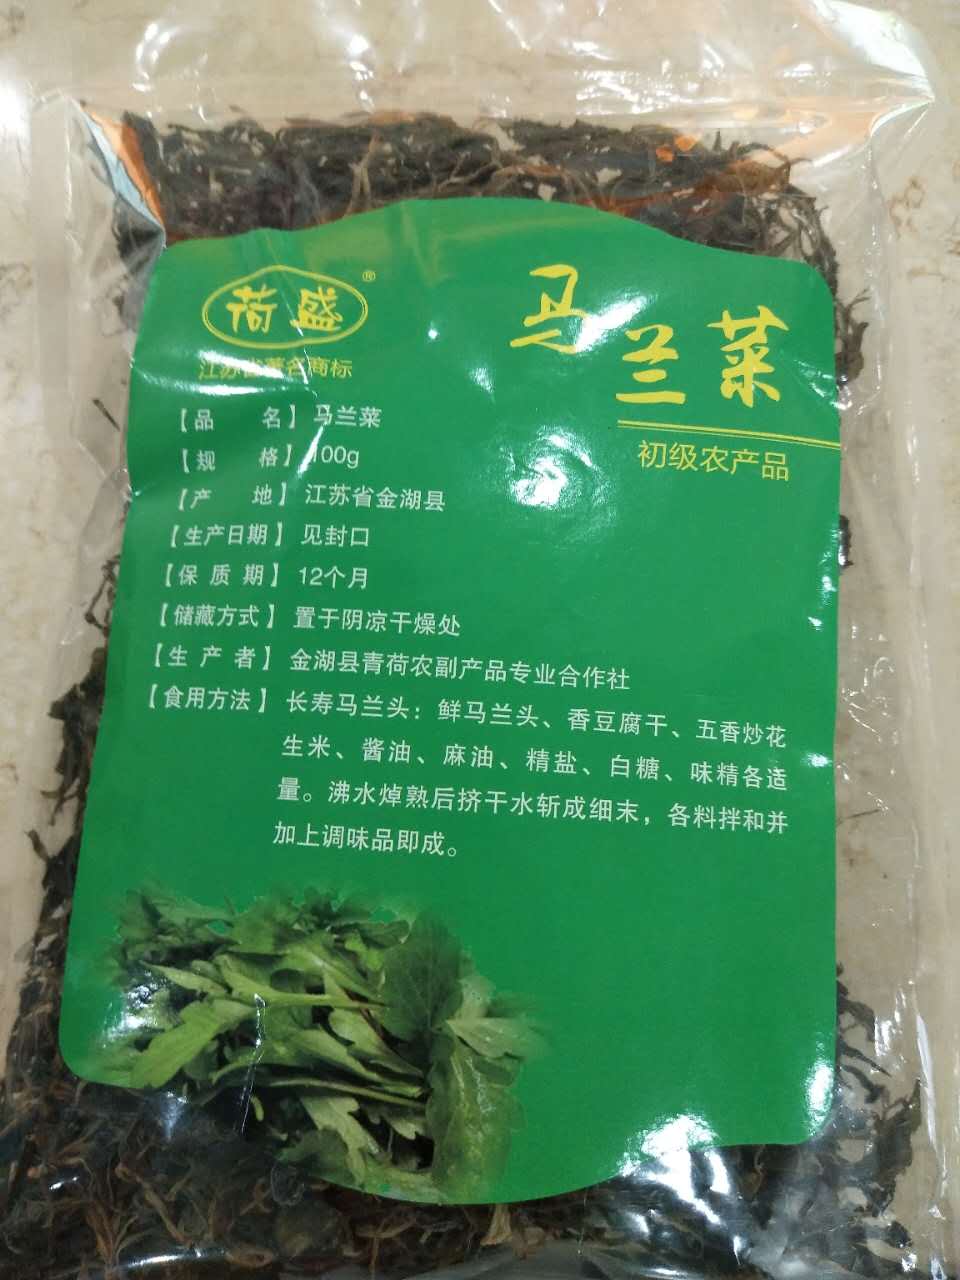 荷盛®
江苏省著名商标
马兰菜
初级农产品
【品 名】马兰菜
【规 格】100g
【产 地】江苏省金湖县
【生产日期】见封口
【保质期】12个月
【储藏方式】置于阴凉干燥处
【生产者】金湖县青荷农副产品专业合作社
【食用方法】长寿马兰头：鲜马兰头、香豆腐干、五香炒花
生米、酱油、麻油、精盐、白糖、味精各适
量。沸水焯熟后挤干水斩成细末，各料拌和并
加上调味品即成。